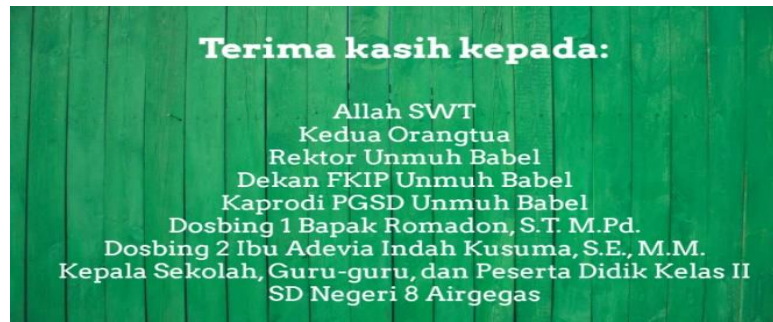 Terima kasih kepada:
Allah SWT
Kedua Orangtua
Rektor Unmuh Babel
Dekan FKIP Unmuh Babel
Kaprodi PGSD Unmuh Babel
Dosbing 1 Bapak Romadon, S.T. M.Pd.
Dosbing 2 Ibu Adevia Indah Kusuma, S.E., M.M.
Kepala Sekolah, Guru-guru, dan Peserta Didik Kelas II
SD Negeri 8 Airgegas